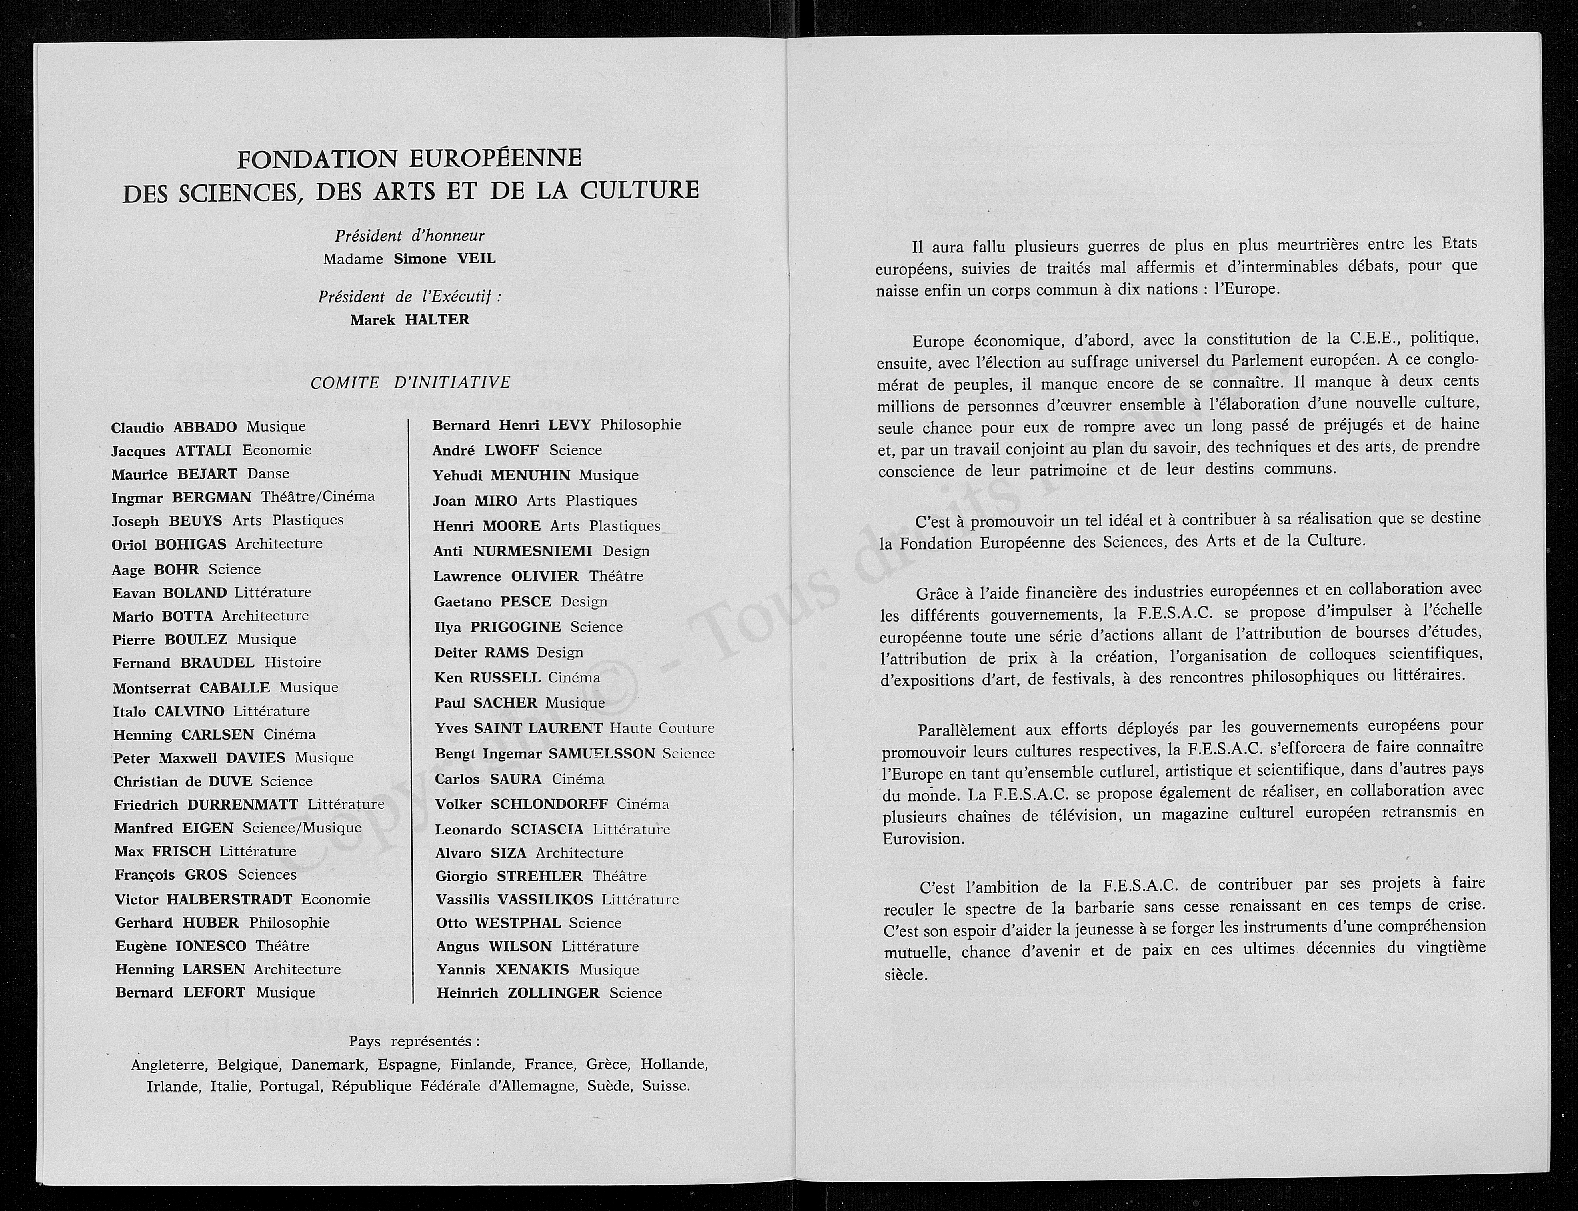 FONDATION EUROPÉENNE
DES SCIENCES, DES ARTS ET DE LA CULTURE
Président d'honneur
Madame Simone VEIL
Président de l'Exécutif :
Marek HALTER
COMITE D'INITIATIVE
Claudio ABBADO Musique
Jacques ATTALI Economie
Maurice BEJART Danse
Ingmar BERGMAN Théâtre/Cinéma
Joseph BEUYS Arts Plastiques
Oriol BOHIGAS Architecture
Aage BOHR Science
Eavan BOLAND Littérature
Mario BOTTA Architecture
Pierre BOULEZ Musique
Fernand BRAUDEL Histoire
Montserrat CABALLE Musique
Italo CALVINO Littérature
Henning CARLSEN Cinéma
Peter Maxwell DAVIES Musique
Christian de DUVE Science
Friedrich DURRENMATT Littérature
Manfred EIGEN Science/Musique
Max FRISCH Littérature
François GROS Sciences
Victor HALBERSTRADT Economie
Gerhard HUBER Philosophie
Eugène IONESCO Théâtre
Henning LARSEN Architecture
Bernard LEFORT Musique
Bernard Henri LEVY Philosophie
André LWOFF Science
Yehudi MENUHIN Musique
Joan MIRO Arts Plastiques
Henri MOORE Arts Plastiques
Anti NURMESNIEMI Design
Lawrence OLIVIER Théâtre
Gaetano PESCE Design
Ilya PRIGOGINE Science
Deiter RAMS Design
Ken RUSSELL Cinéma
Paul SACHER Musique
Yves SAINT LAURENT Haute Couture
Bengt Ingemar SAMUELSSON Science
Carlos SAURA Cinéma
Volker SCHLONDORFF Cinéma
Leonardo SCIASCIA Littérature
Alvaro SIZA Architecture
Giorgio STREHLER Théâtre
Vassilis VASSILIKOS Littérature
Otto WESTPHAL Science
Angus WILSON Littérature
Yannis XENAKIS Musique
Heinrich ZOLLINGER Science
Pays représentés :
Angleterre, Belgique, Danemark, Espagne, Finlande, France, Grèce, Hollande,
Irlande, Italie, Portugal, République Fédérale d'Allemagne, Suède, Suisse.
Il aura fallu plusieurs guerres de plus en plus meurtrières entre les Etats
européens, suivies de traités mal affermis et d'interminables débats, pour que
naisse enfin un corps commun à dix nations : l'Europe.
Europe économique, d'abord, avec la constitution de la C.E.E., politique,
ensuite, avec l'élection au suffrage universel du Parlement européen. A ce conglo-
mérat de peuples, il manque encore de se connaître. Il manque à deux cents
millions de personnes d'œuvrer ensemble à l'élaboration d'une nouvelle culture,
seule chance pour eux de rompre avec un long passé de préjugés et de haine
et, par un travail conjoint au plan du savoir, des techniques et des arts, de prendre
conscience de leur patrimoine et de leur destins communs.
C'est à promouvoir un tel idéal et à contribuer à sa réalisation que se destine
la Fondation Européenne des Sciences, des Arts et de la Culture.
Grâce à l'aide financière des industries européennes et en collaboration avec
les différents gouvernements, la F.E.S.A.C. se propose d'impulser à l'échelle
européenne toute une série d'actions allant de l'attribution de bourses d'études,
l'attribution de prix à la création, l'organisation de colloques scientifiques,
d'expositions d'art, de festivals, à des rencontres philosophiques ou littéraires.
Parallèlement aux efforts déployés par les gouvernements européens pour
promouvoir leurs cultures respectives, la F.E.S.A.C. s'efforcera de faire connaître
l'Europe en tant qu'ensemble cutlurel, artistique et scientifique, dans d'autres pays
du monde. La F.E.S.A.C. se propose également de réaliser, en collaboration avec
plusieurs chaînes de télévision, un magazine culturel européen retransmis en
Eurovision.
C'est l'ambition de la F.E.S.A.C. de contribuer par ses projets à faire
reculer le spectre de la barbarie sans cesse renaissant en ces temps de crise.
C'est son espoir d'aider la jeunesse à se forger les instruments d'une compréhension
mutuelle, chance d'avenir et de paix en ces ultimes décennies du vingtième
siècle.
Copyright © - Tous droits